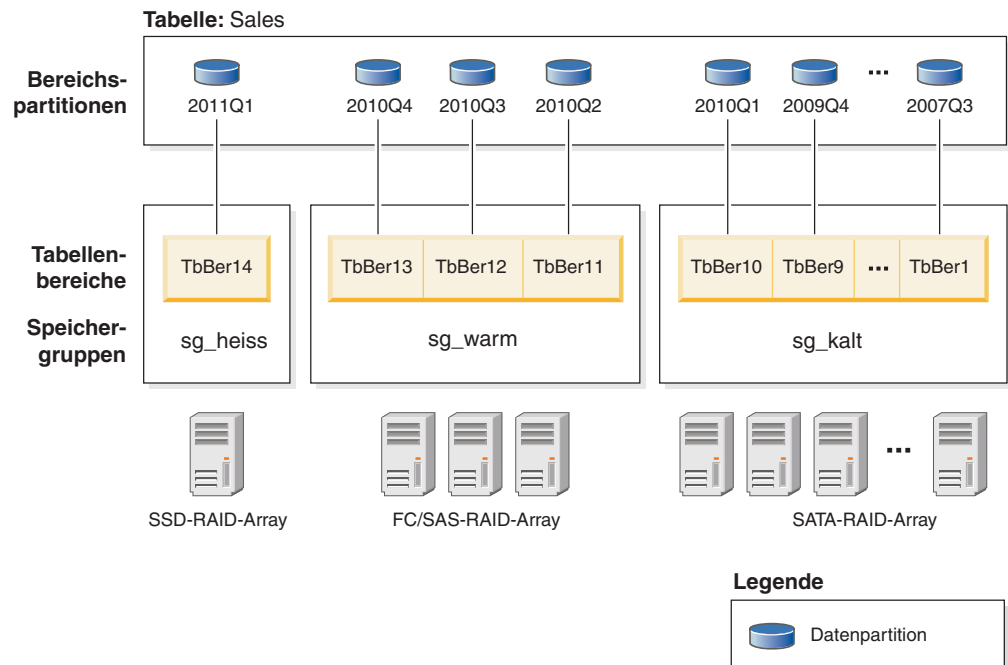 Tabelle: Sales
Bereichs-
partitionen
2011Q1 2010Q4 2010Q3 2010Q2 2010Q1 2009Q4 ... 2007Q3
Tabellen-
bereiche
TbBer14 TbBer13 TbBer12 TbBer11 TbBer10 TbBer9 ... TbBer1
Speicher-
gruppen
sg_heiss sg_warm sg_kalt
...
SSD-RAID-Array FC/SAS-RAID-Array SATA-RAID-Array
Legende
Datenpartition